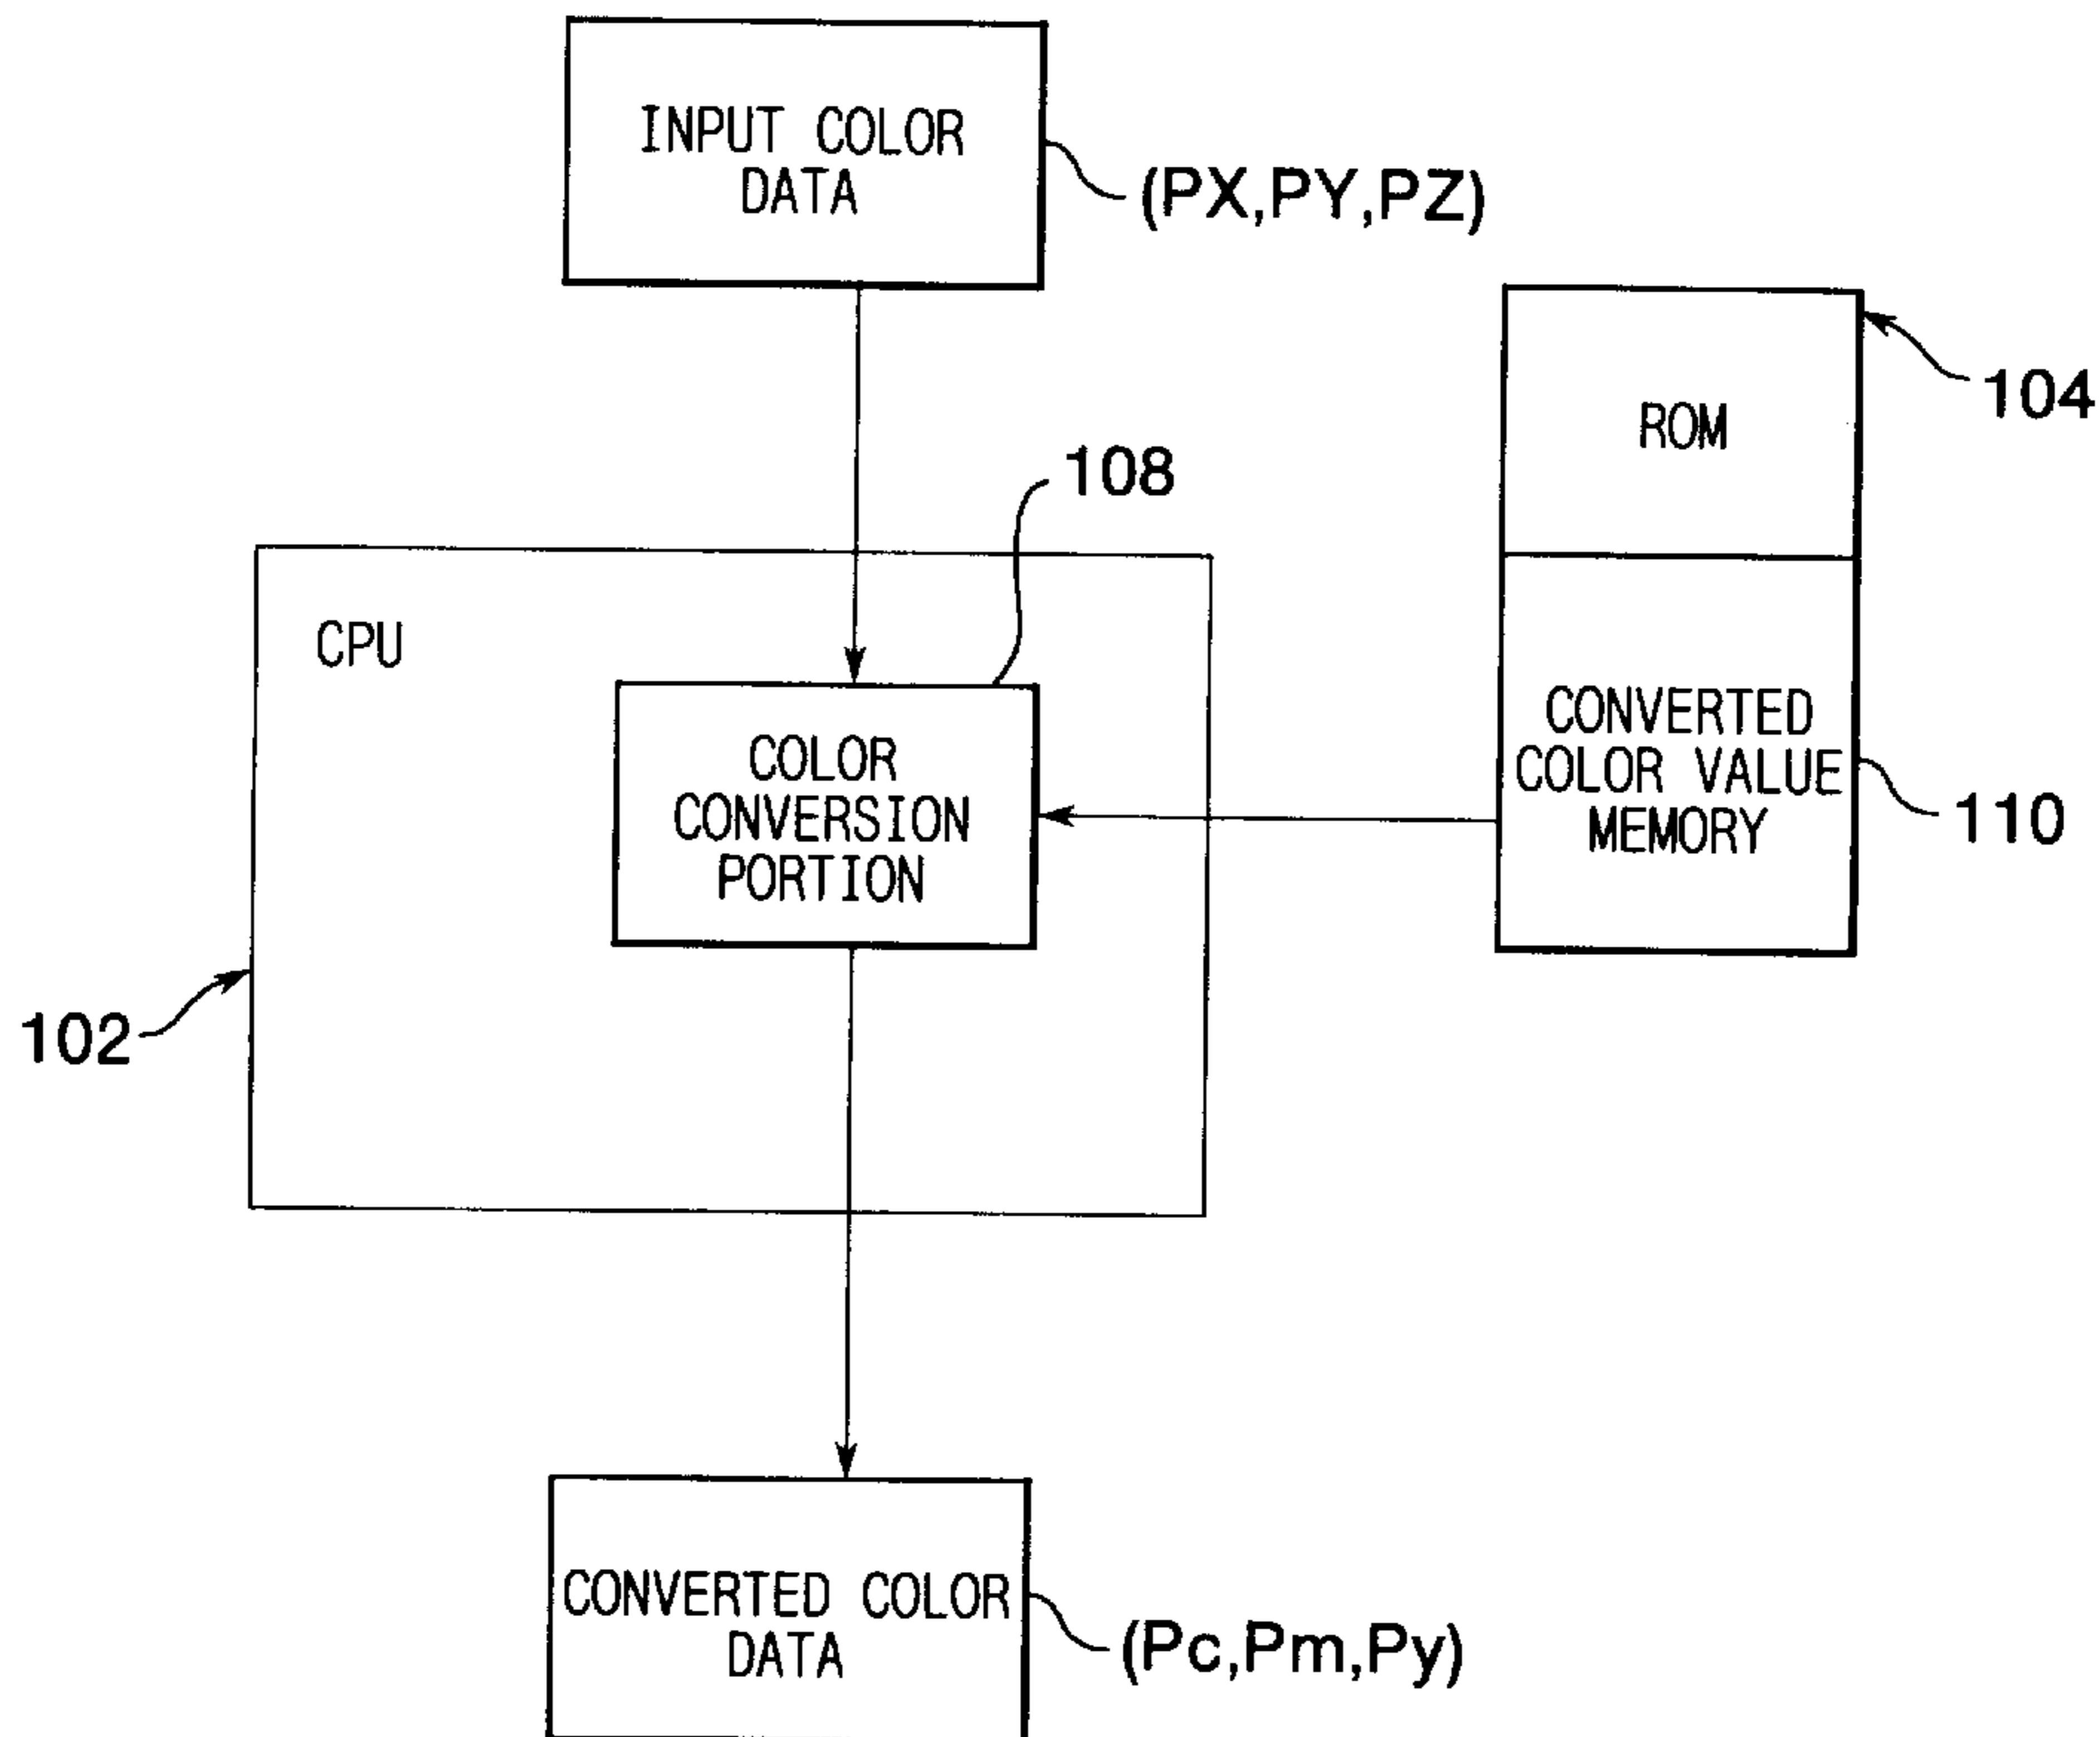 INPUT COLOR
DATA
(PX,PY,PZ)
104
ROM
108
CPU
CONVERTED
COLOR VALUE
MEMORY
COLOR
CONVERSION
PORTION
110
102
CONVERTED COLOR
DATA
(Pc,Pm,Py)